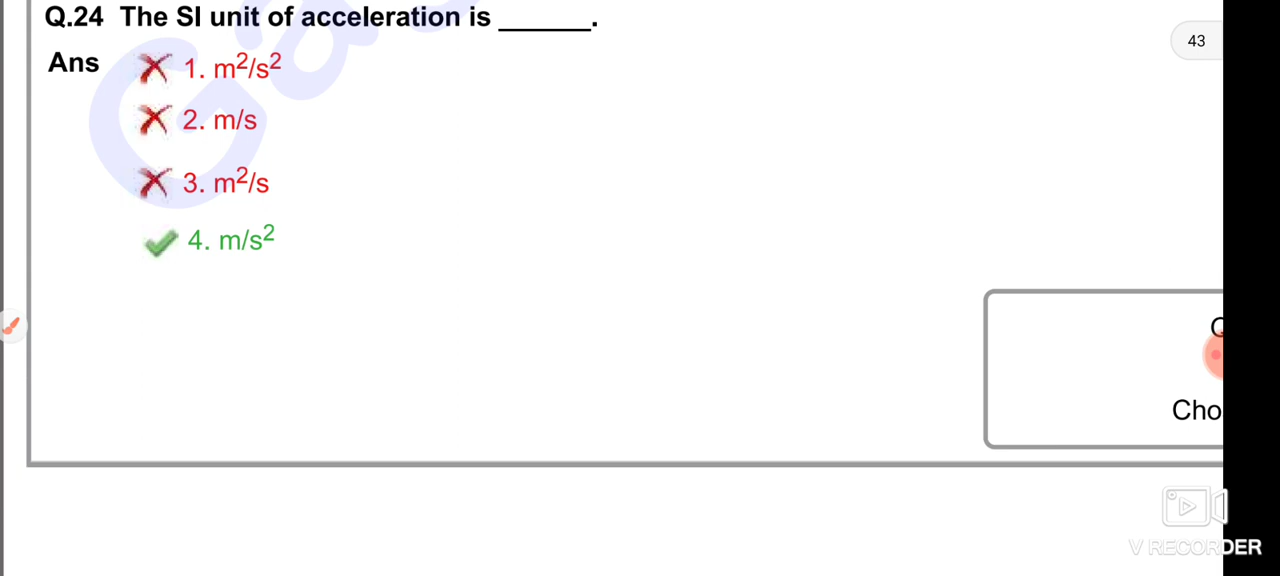 Q.24 The SI unit of acceleration is ______.
43
Ans 1. m²/s²
2. m/s
3. m²/s
4. m/s²
Cho
V RECORDER